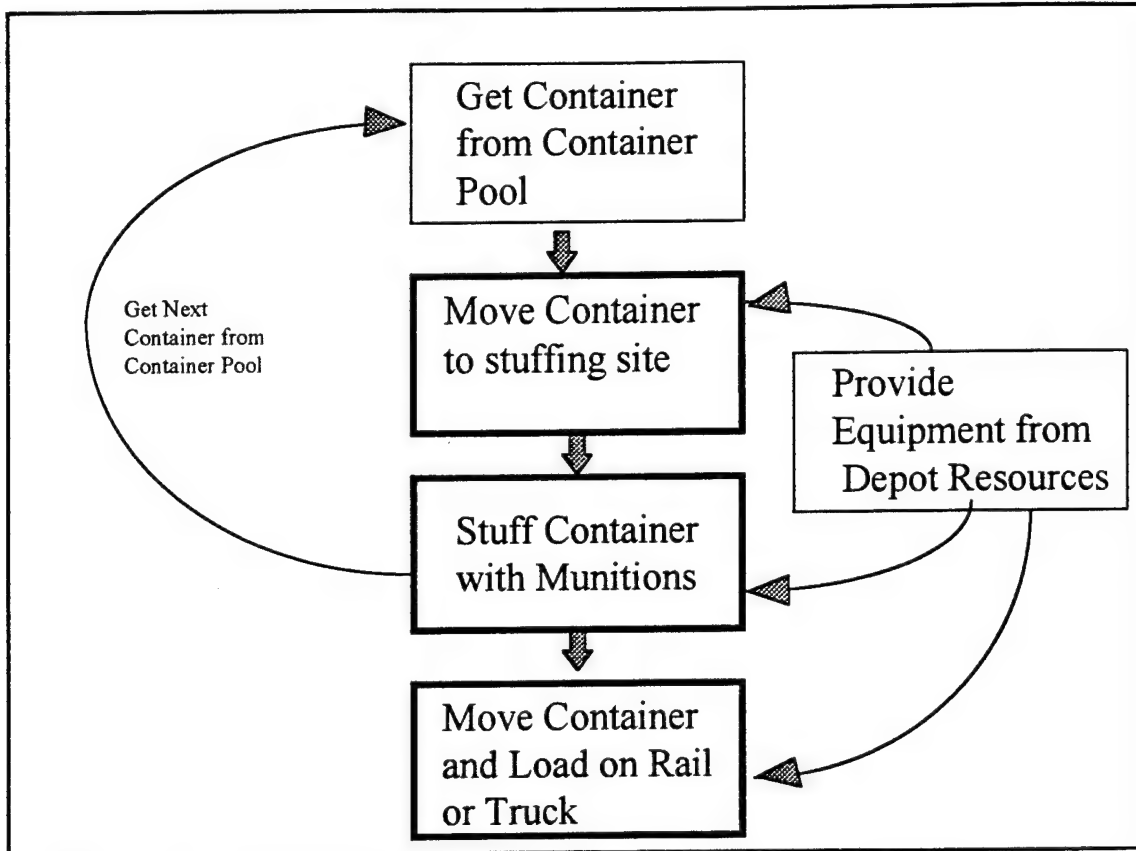 Get Container
from Container
Pool
Move Container
to stuffing site
Get Next
Container from
Container Pool
Provide
Equipment from
Depot Resources
Stuff Container
with Munitions
Move Container
and Load on Rail
or Truck